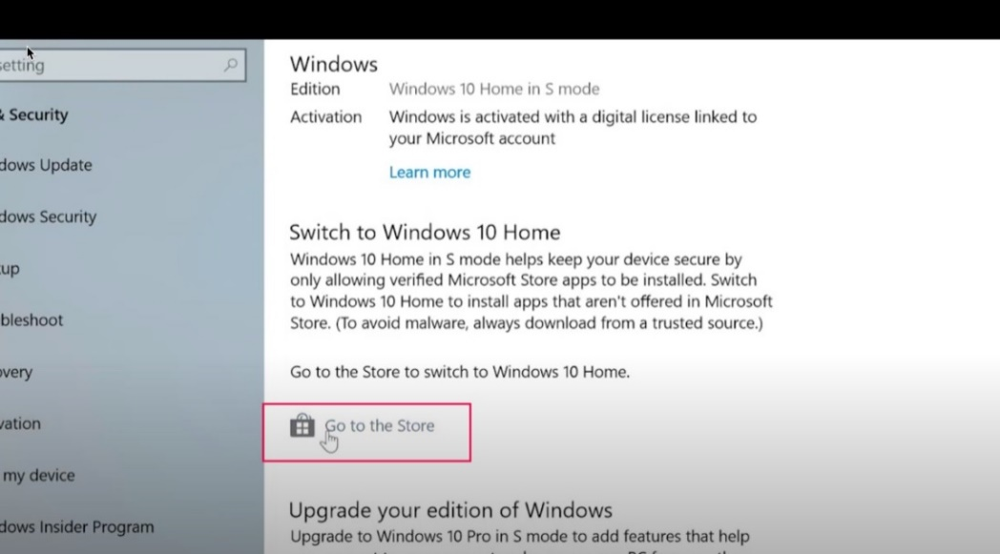 setting
& Security
dows Update
dows Security
up
bleshoot
overy
vation
my device
dows Insider Program
Windows
Edition Windows 10 Home in S mode
Activation Windows is activated with a digital license linked to
your Microsoft account
Learn more
Switch to Windows 10 Home
Windows 10 Home in S mode helps keep your device secure by
only allowing verified Microsoft Store apps to be installed. Switch
to Windows 10 Home to install apps that aren't offered in Microsoft
Store. (To avoid malware, always download from a trusted source.)
Go to the Store to switch to Windows 10 Home.
Go to the Store
Upgrade your edition of Windows
Upgrade to Windows 10 Pro in S mode to add features that help